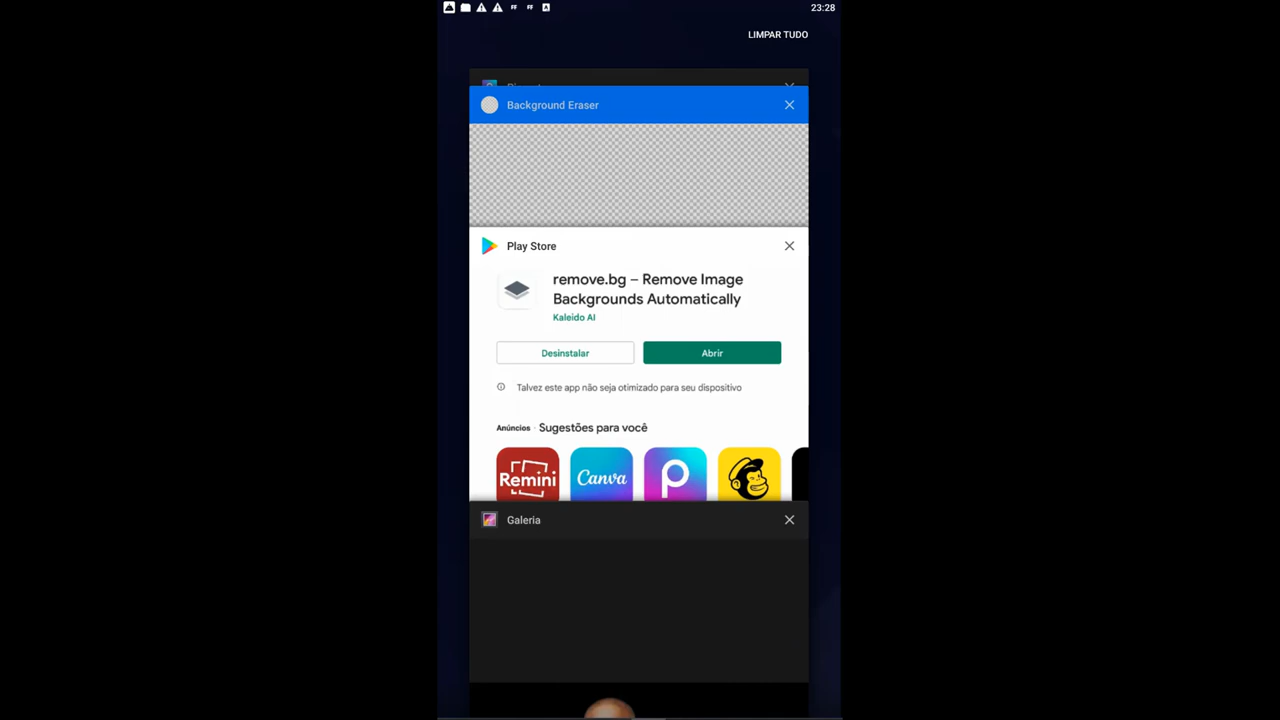 23:28
LIMPAR TUDO
Background Eraser
Play Store
remove.bg – Remove Image
Backgrounds Automatically
Kaleido AI
Desinstalar
Abrir
Talvez este app não seja otimizado para seu dispositivo
Anúncios · Sugestões para você
Remini
Canva
Galeria